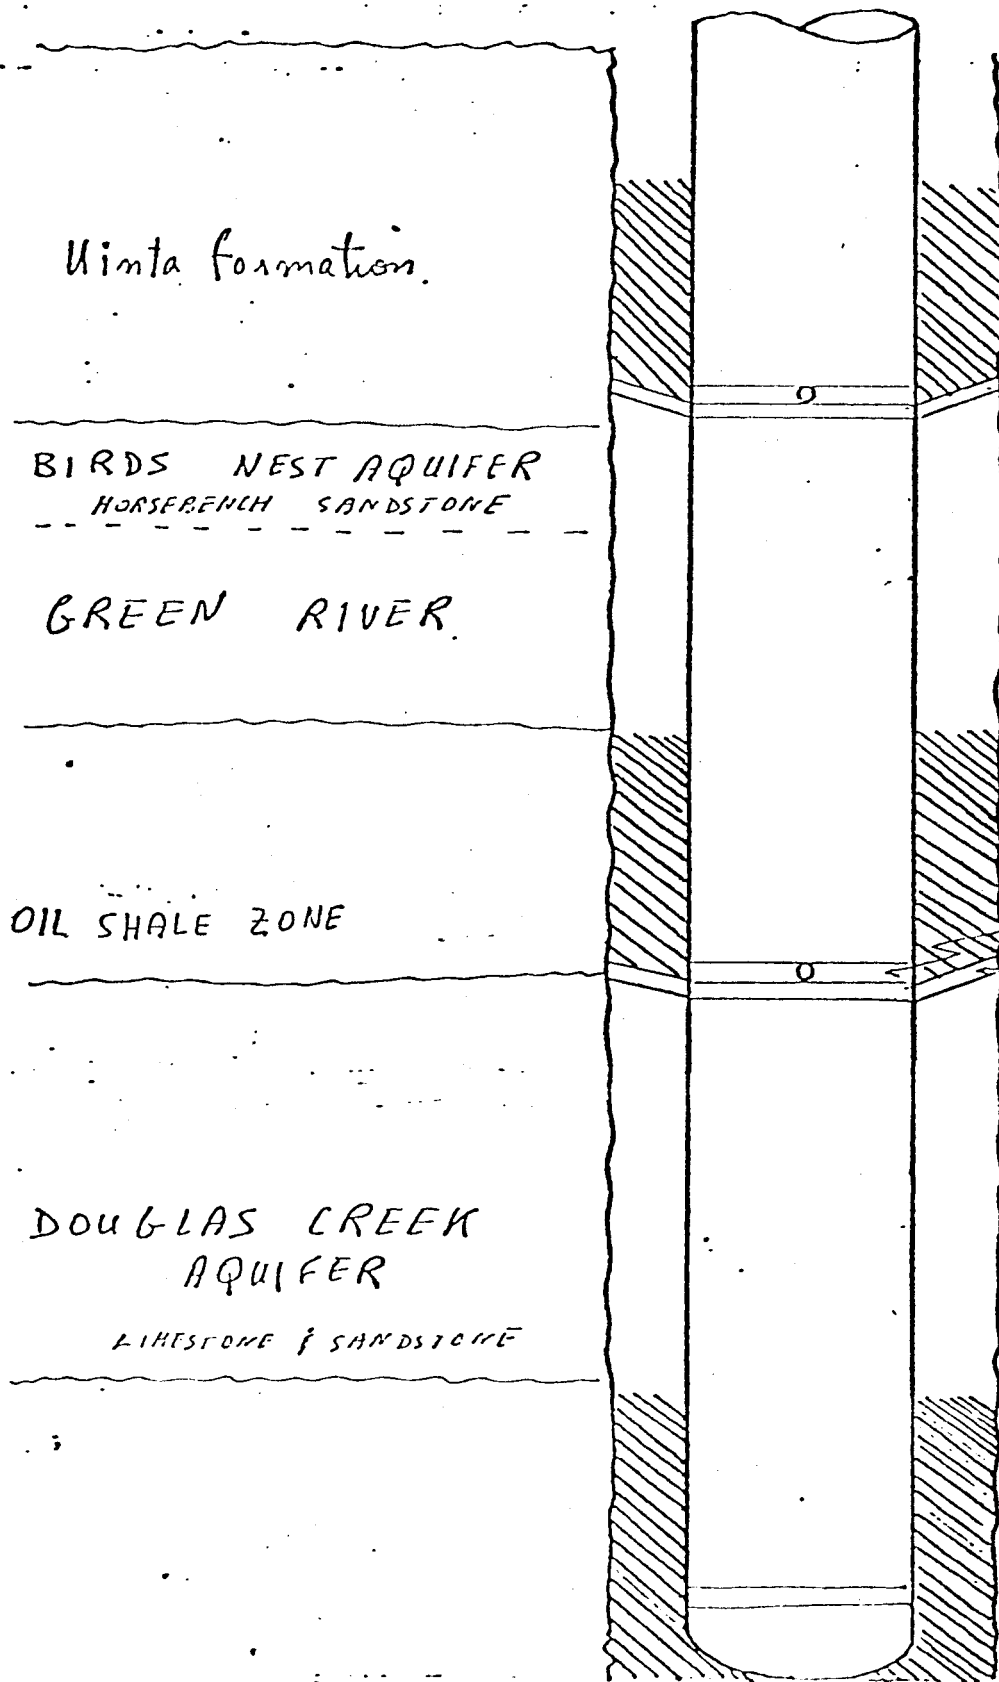 Uinta formation.
BIRDS NEST AQUIFER
HORSEBENCH SANDSTONE
GREEN RIVER.
OIL SHALE ZONE
DOUGLAS CREEK
AQUIFER
LIMESTONE & SANDSTONE